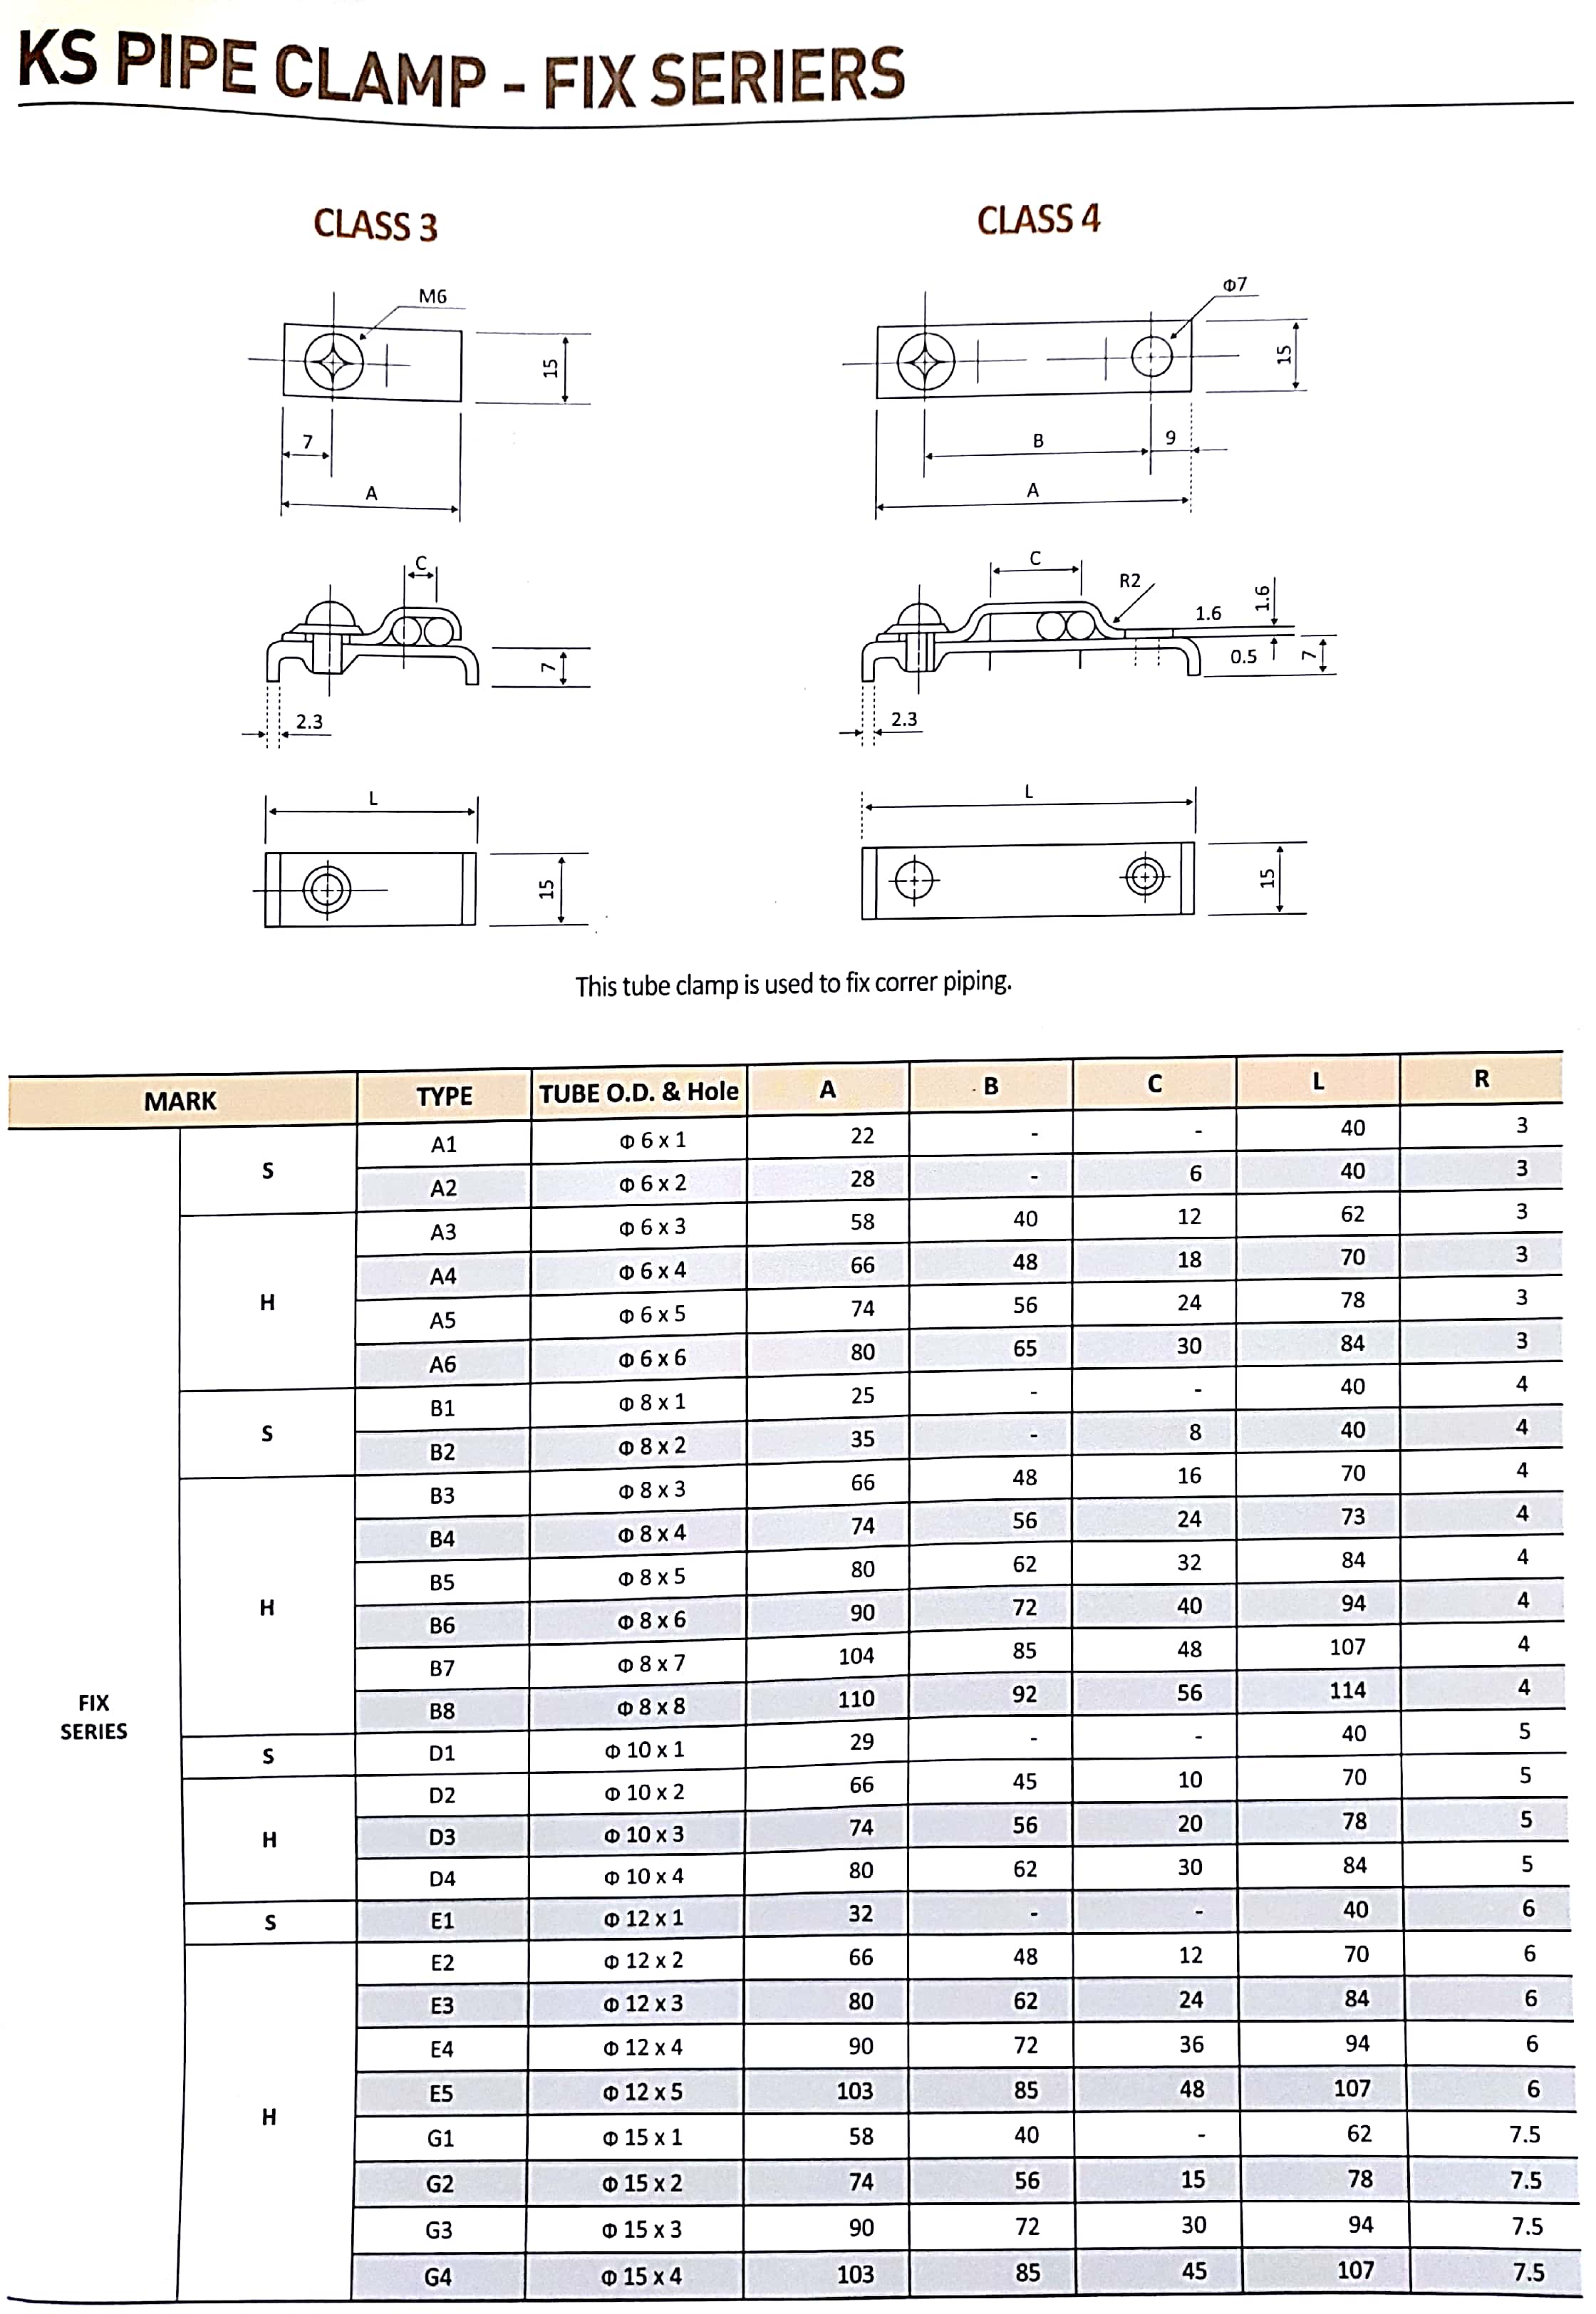 KS PIPE CLAMP - FIX SERIERS
CLASS 3
CLASS 4
M6
15
7
A
C
7
2.3
L
15
Φ7
15
B
9
A
C
R2
1.6
1.6
0.5
7
2.3
L
15
This tube clamp is used to fix correr piping.
MARK TYPE TUBE O.D. & Hole A B C L R
FIX
SERIES
S
A1 Φ 6 x 1 22 - - 40 3
A2 Φ 6 x 2 28 - 6 40 3
H
A3 Φ 6 x 3 58 40 12 62 3
A4 Φ 6 x 4 66 48 18 70 3
A5 Φ 6 x 5 74 56 24 78 3
A6 Φ 6 x 6 80 65 30 84 3
S
B1 Φ 8 x 1 25 - - 40 4
B2 Φ 8 x 2 35 - 8 40 4
H
B3 Φ 8 x 3 66 48 16 70 4
B4 Φ 8 x 4 74 56 24 73 4
B5 Φ 8 x 5 80 62 32 84 4
B6 Φ 8 x 6 90 72 40 94 4
B7 Φ 8 x 7 104 85 48 107 4
B8 Φ 8 x 8 110 92 56 114 4
S
D1 Φ 10 x 1 29 - - 40 5
H
D2 Φ 10 x 2 66 45 10 70 5
D3 Φ 10 x 3 74 56 20 78 5
D4 Φ 10 x 4 80 62 30 84 5
S
E1 Φ 12 x 1 32 - - 40 6
H
E2 Φ 12 x 2 66 48 12 70 6
E3 Φ 12 x 3 80 62 24 84 6
E4 Φ 12 x 4 90 72 36 94 6
E5 Φ 12 x 5 103 85 48 107 6
G1 Φ 15 x 1 58 40 - 62 7.5
G2 Φ 15 x 2 74 56 15 78 7.5
G3 Φ 15 x 3 90 72 30 94 7.5
G4 Φ 15 x 4 103 85 45 107 7.5